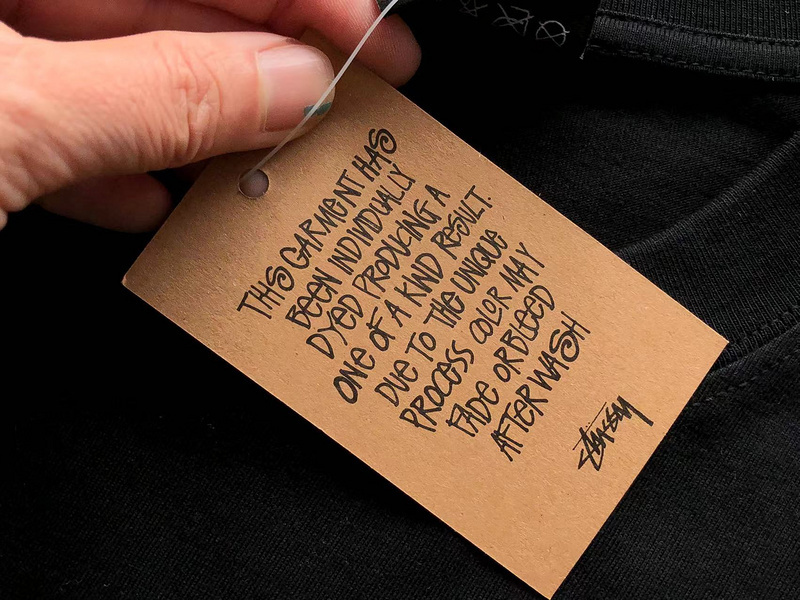 THIS GARMENT HAS
BEEN INDIVIDUALLY
DYED PRODUCING A
ONE OF A KIND RESULT.
DUE TO THE UNIQUE
PROCESS COLOR MAY
FADE OR BLEED
AFTER WASH
Stüssy